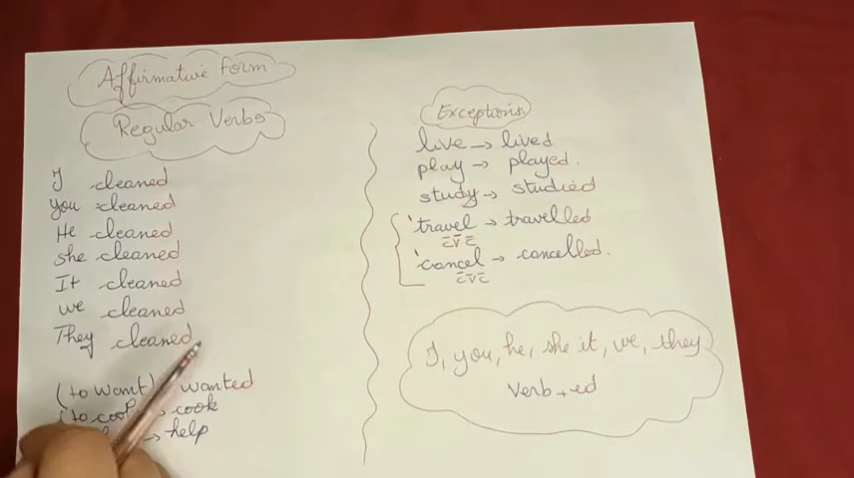 Affirmative Form
Regular Verbs
I cleaned
You cleaned
He cleaned
she cleaned
It cleaned
we cleaned
They cleaned
(to want) wanted
(to cook → cook
→ help
Exceptions
live → lived
play → played.
study → studied
'travel → travelled
c v c
'cancel → cancelled.
c v c
I, you, he, she it, we, they
Verb + ed